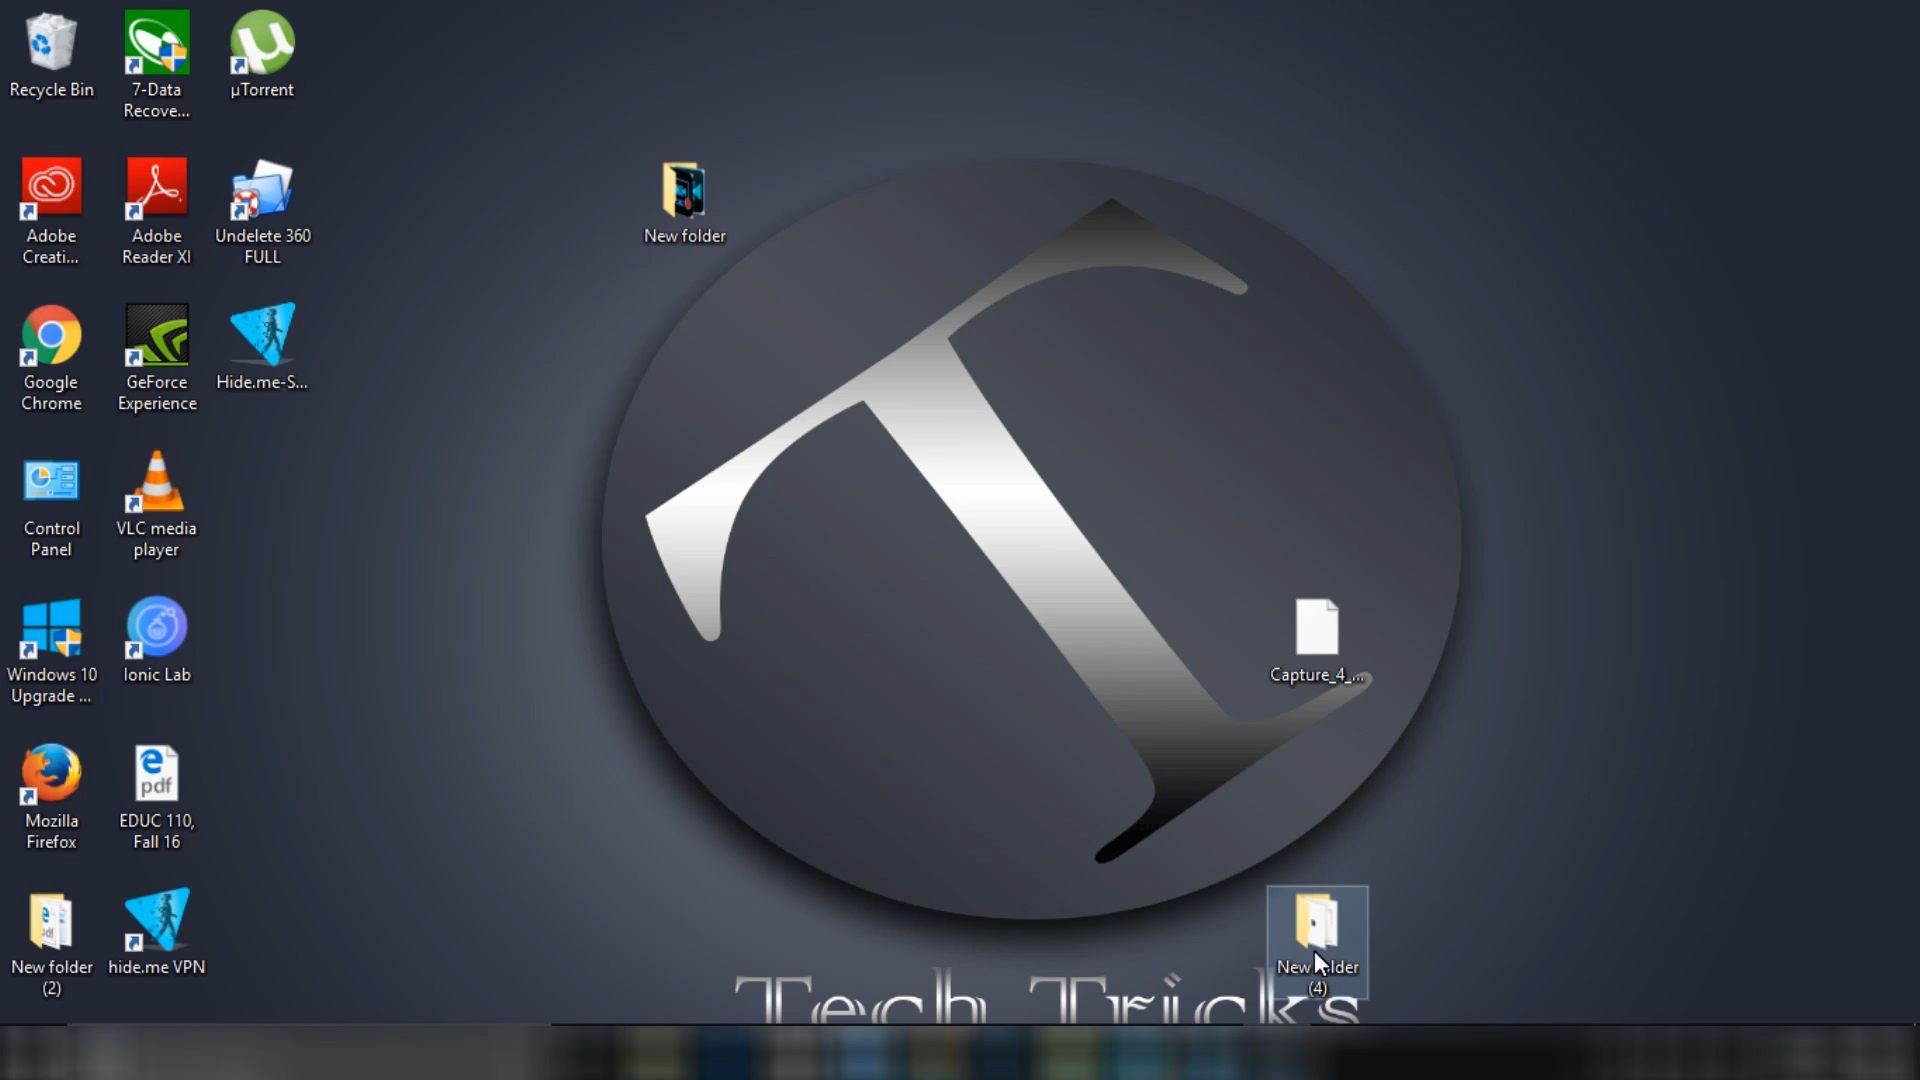 Recycle Bin
7-Data
Recove...
µTorrent
Adobe
Creati...
Adobe
Reader XI
Undelete 360
FULL
New folder
Google
Chrome
GeForce
Experience
Hide.me-S...
Control
Panel
VLC media
player
Windows 10
Upgrade ...
Ionic Lab
Capture_4_...
Mozilla
Firefox
pdf
EDUC 110,
Fall 16
New folder
(2)
hide.me VPN
New folder
(4)
Tech Tricks